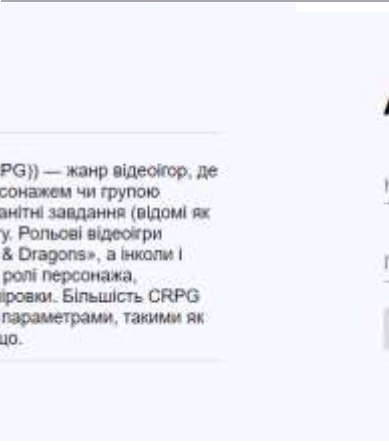 PG)) — жанр відеоігор, де
сонажем чи групою
анітні завдання (відомі як
у. Рольові відеоігри
& Dragons», а інколи і
ролі персонажа,
ліровки. Більшість CRPG
параметрами, такими як
що.